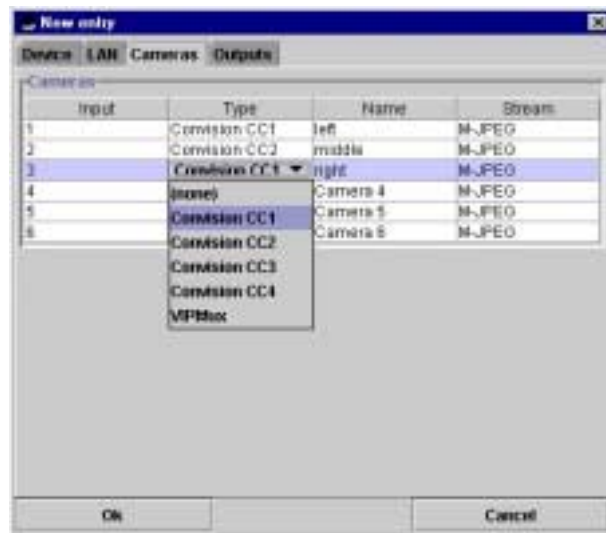 New entry
Device LAN Cameras Outputs
Cameras
Input Type Name Stream
1 Convision CC1 left M-JPEG
2 Convision CC2 middle M-JPEG
3 Convision CC1 right M-JPEG
4 (none) Camera 4 M-JPEG
5 Convision CC1 Camera 5 M-JPEG
6 Convision CC2 Camera 6 M-JPEG
Convision CC3
Convision CC4
VIPMux
Ok Cancel